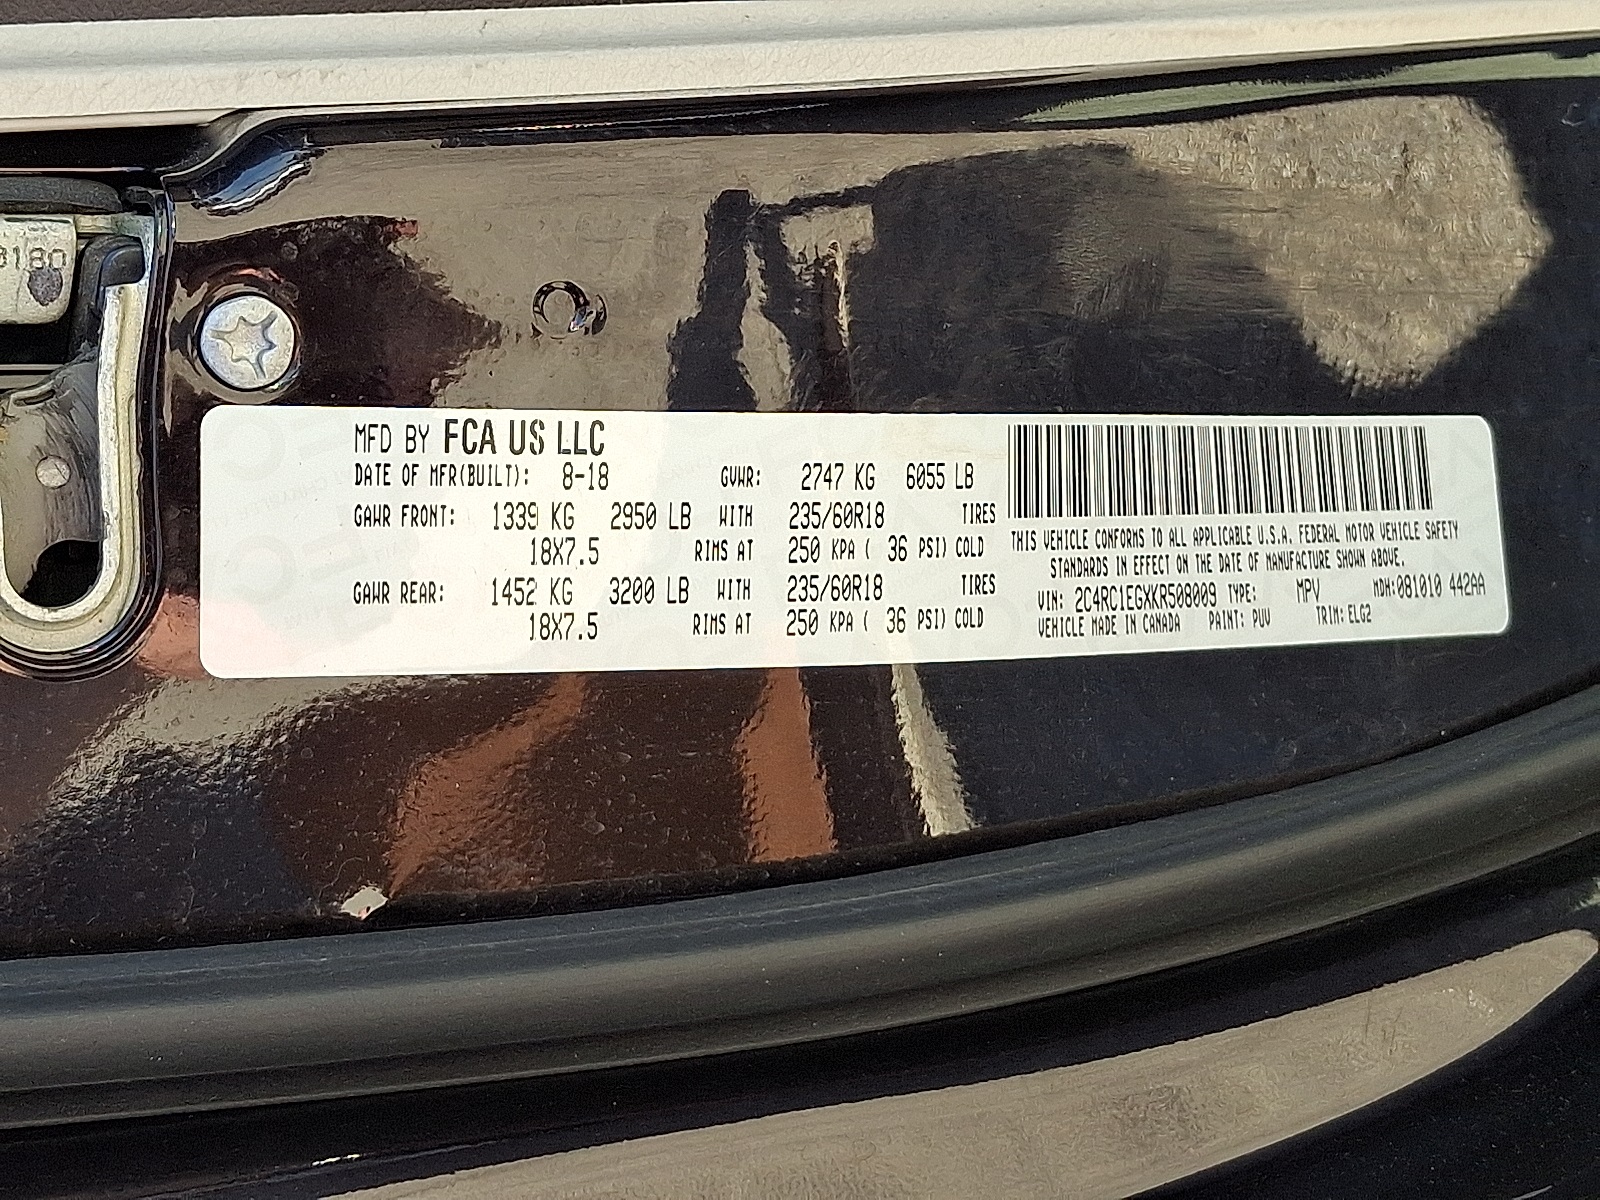 8180
MFD BY FCA US LLC
DATE OF MFR(BUILT): 8-18 GVWR: 2747 KG 6055 LB
GAWR FRONT: 1339 KG 2950 LB WITH 235/60R18 TIRES
18X7.5 RIMS AT 250 KPA ( 36 PSI) COLD
GAWR REAR: 1452 KG 3200 LB WITH 235/60R18 TIRES
18X7.5 RIMS AT 250 KPA ( 36 PSI) COLD
THIS VEHICLE CONFORMS TO ALL APPLICABLE U.S.A. FEDERAL MOTOR VEHICLE SAFETY
STANDARDS IN EFFECT ON THE DATE OF MANUFACTURE SHOWN ABOVE.
VIN: 2C4RC1EGXKR508009 TYPE: MPV MDH:081010 442AA
VEHICLE MADE IN CANADA PAINT: PUV TRIM: ELG2